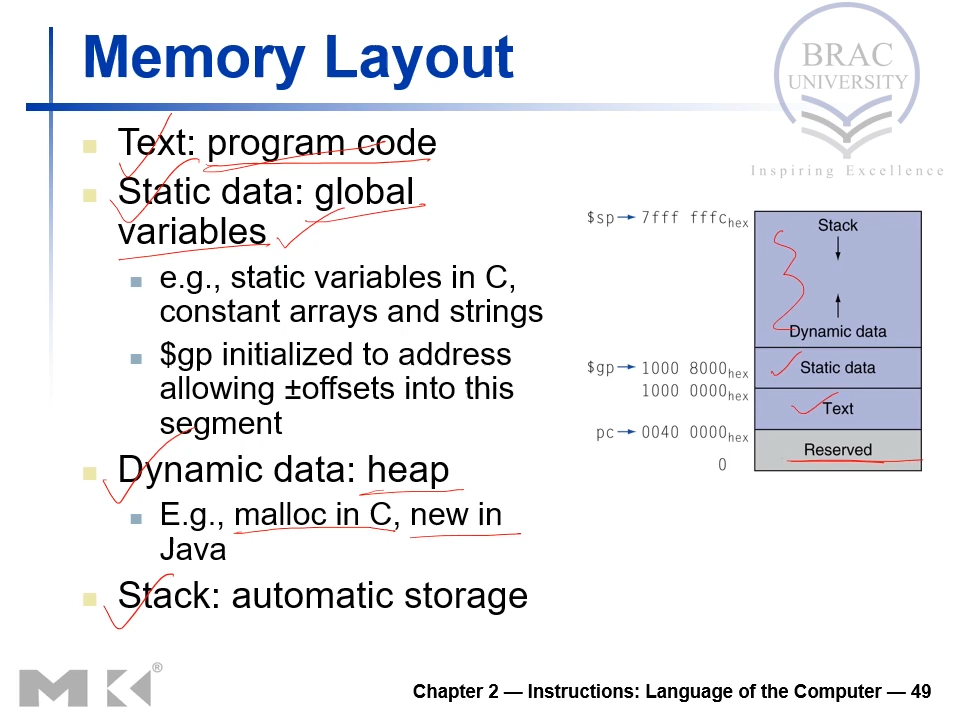 Memory Layout
BRAC
UNIVERSITY
Inspiring Excellence
Text: program code
Static data: global
variables
e.g., static variables in C,
constant arrays and strings
$gp initialized to address
allowing ±offsets into this
segment
Dynamic data: heap
E.g., malloc in C, new in
Java
Stack: automatic storage
$sp → 7fff fffchex
Stack
Dynamic data
$gp → 1000 8000hex
Static data
1000 0000hex
Text
pc → 0040 0000hex
Reserved
0
MK®
Chapter 2 — Instructions: Language of the Computer — 49